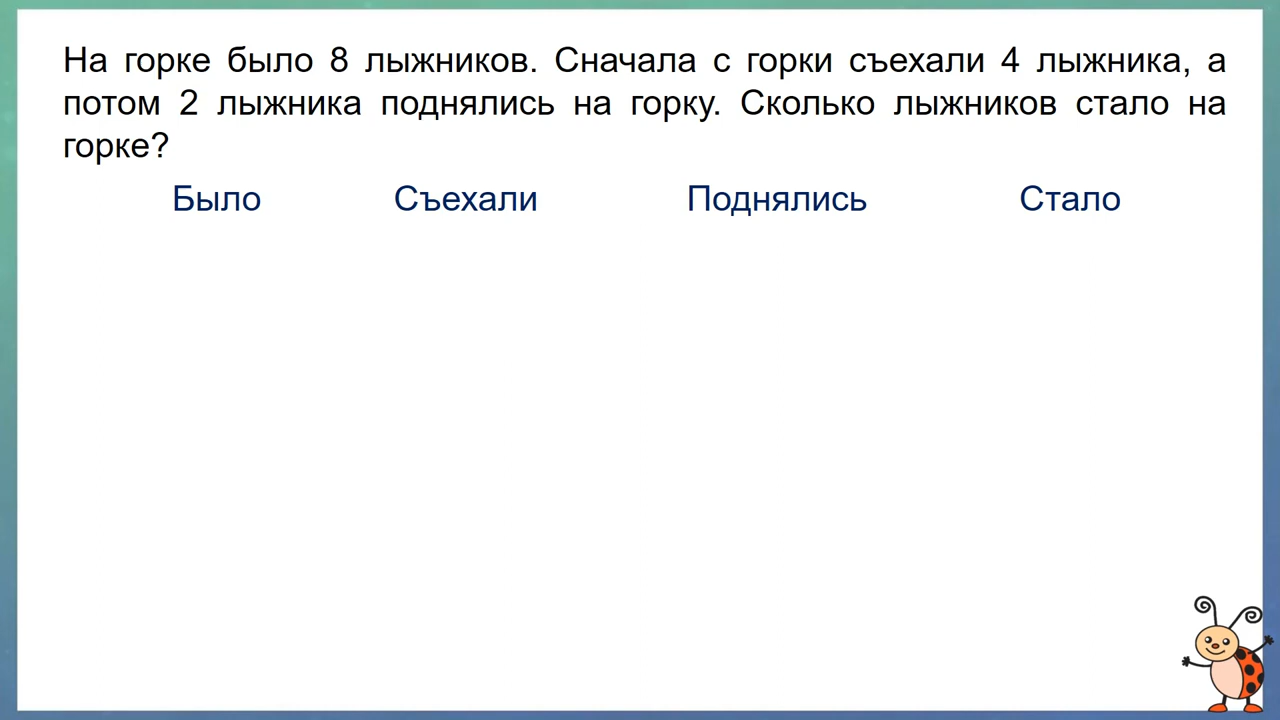 На горке было 8 лыжников. Сначала с горки съехали 4 лыжника, а
потом 2 лыжника поднялись на горку. Сколько лыжников стало на
горке?
Было Съехали Поднялись Стало